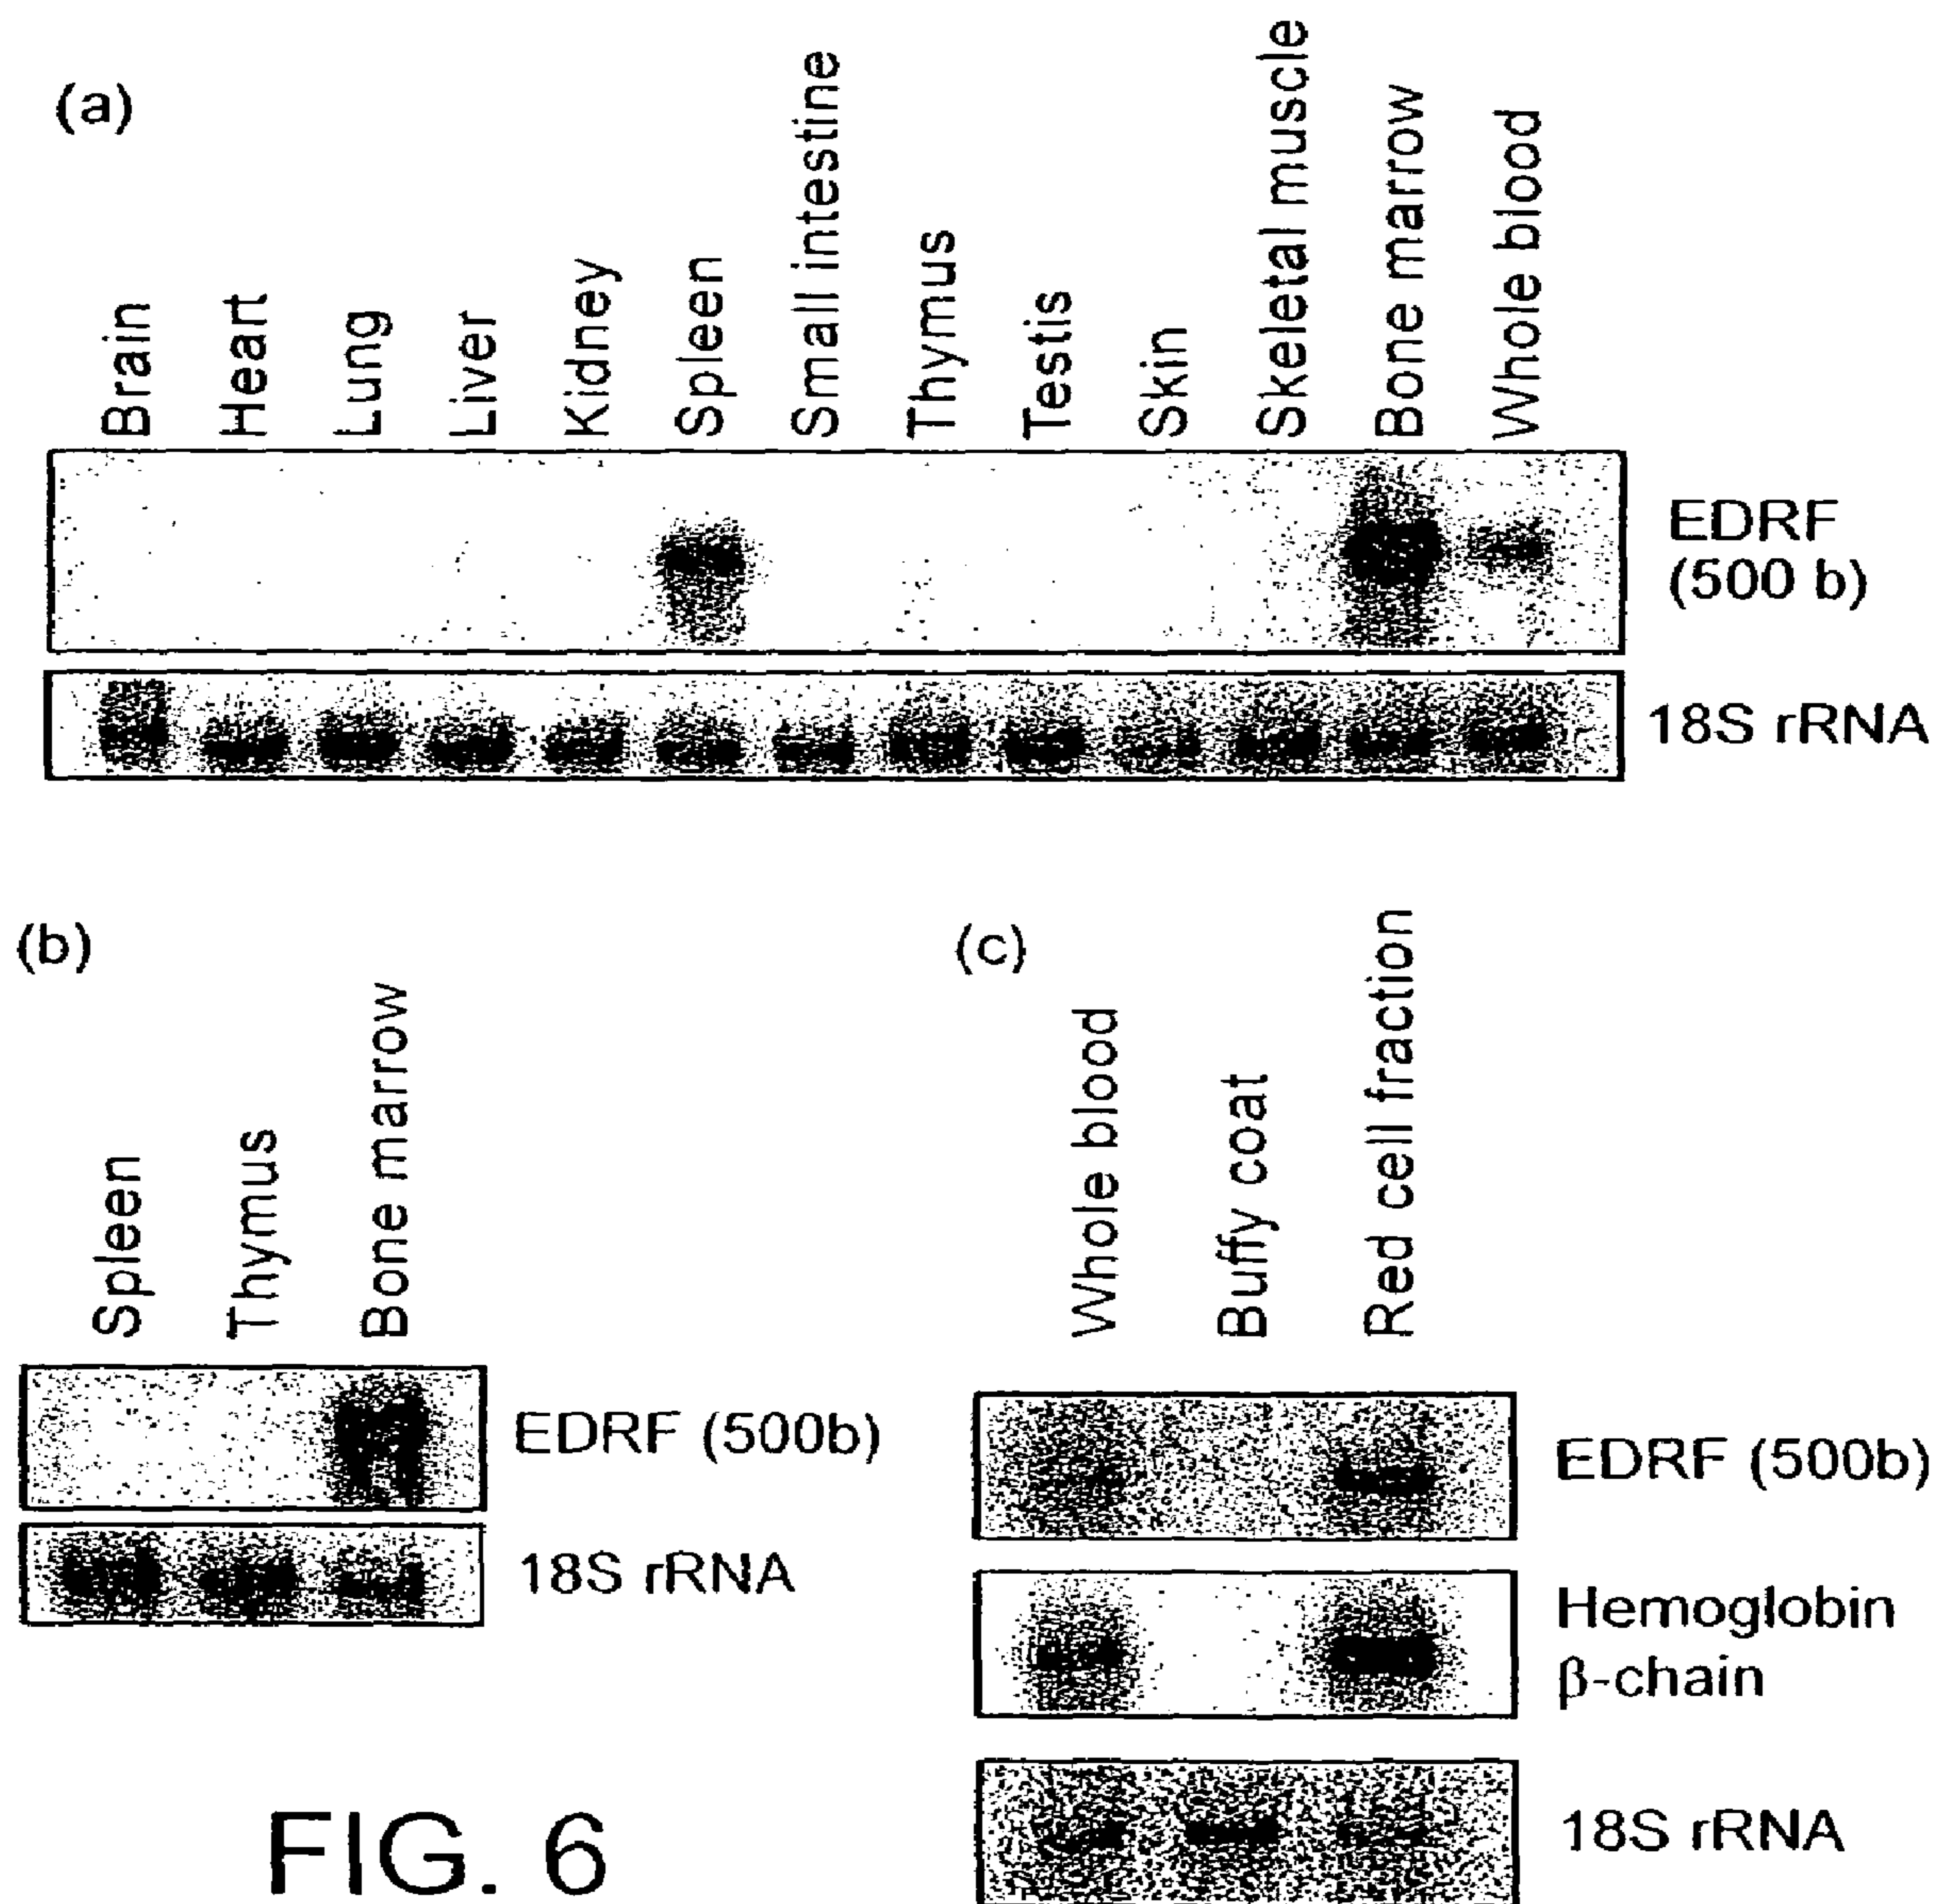 (a)
Brain
Heart
Lung
Liver
Kidney
Spleen
Small intestine
Thymus
Testis
Skin
Skeletal muscle
Bone marrow
Whole blood
EDRF
(500 b)
18S rRNA
(b)
Spleen
Thymus
Bone marrow
EDRF (500b)
18S rRNA
(c)
Whole blood
Buffy coat
Red cell fraction
EDRF (500b)
Hemoglobin
β-chain
18S rRNA
FIG. 6